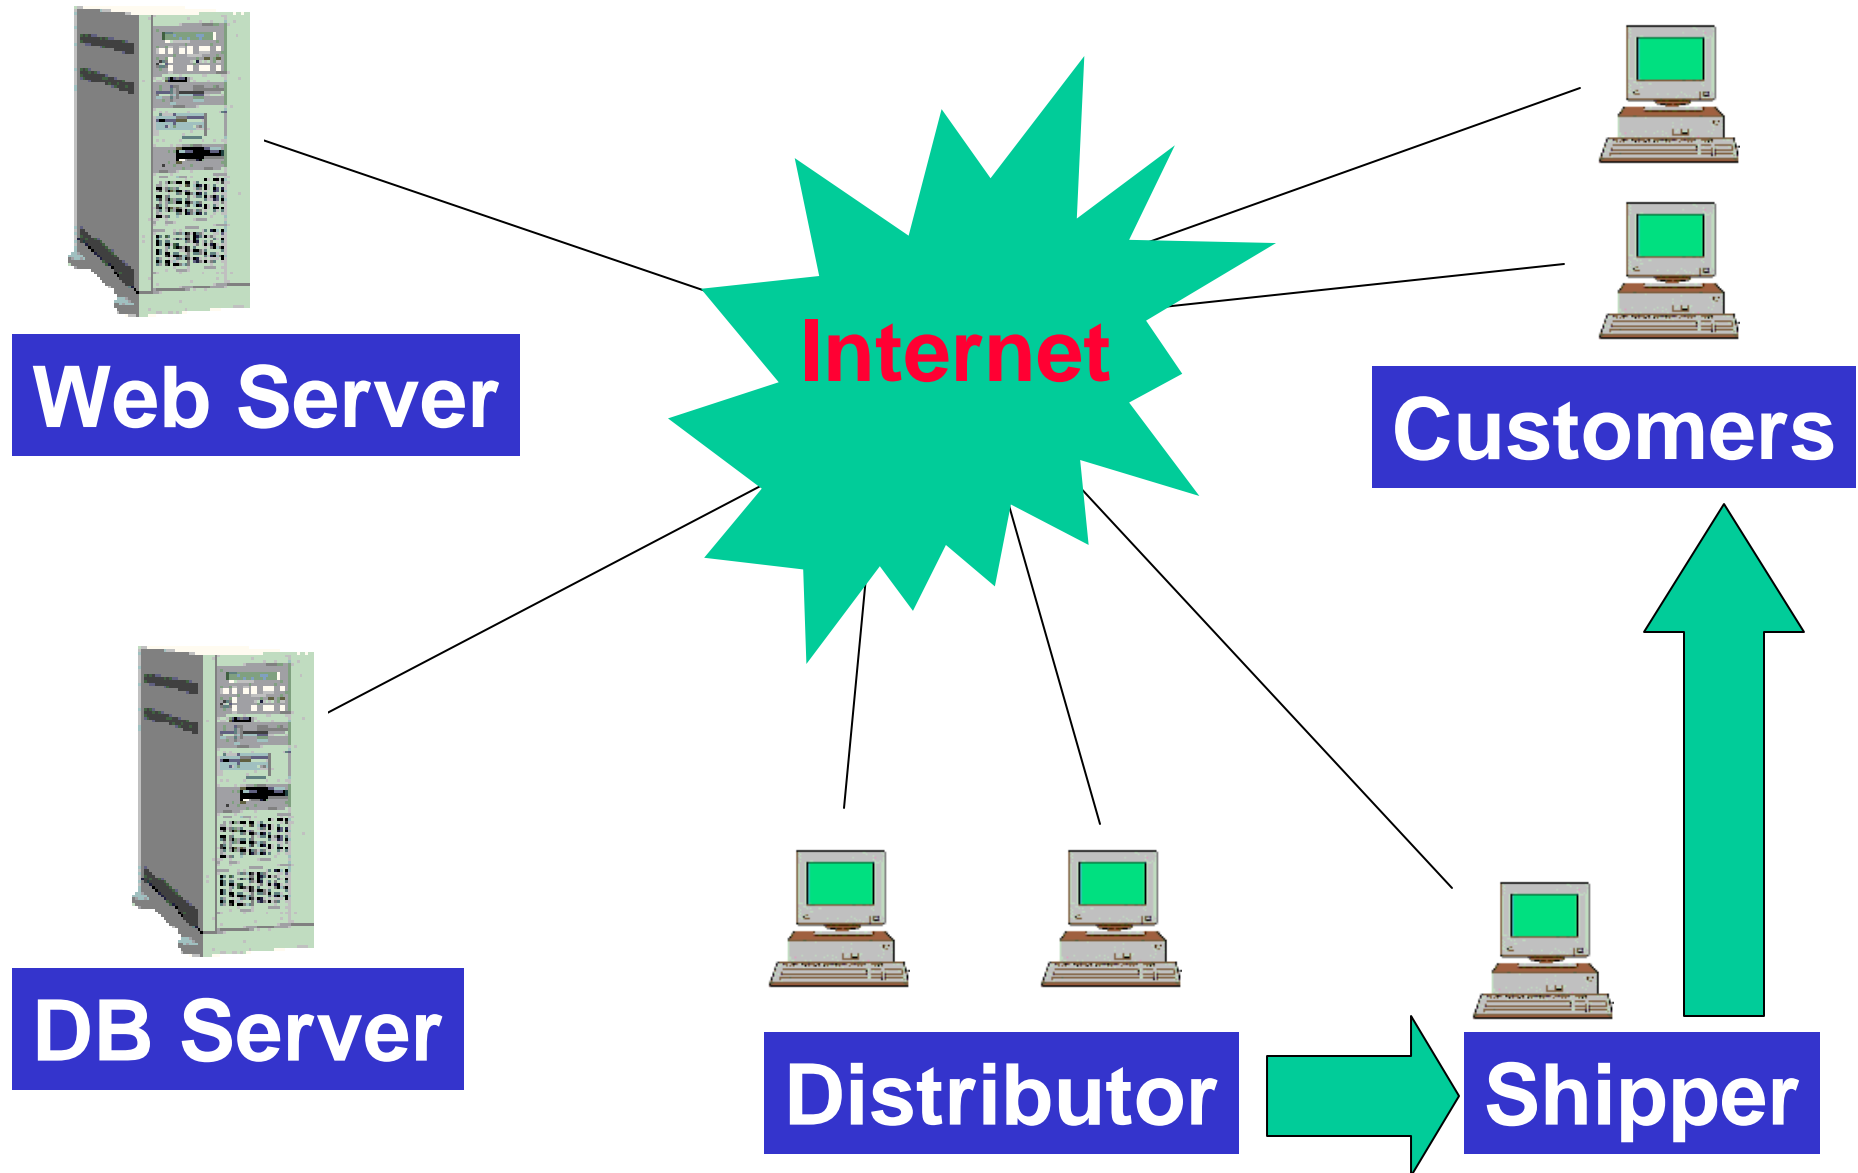 Internet
Web Server
Customers
DB Server
Distributor
Shipper